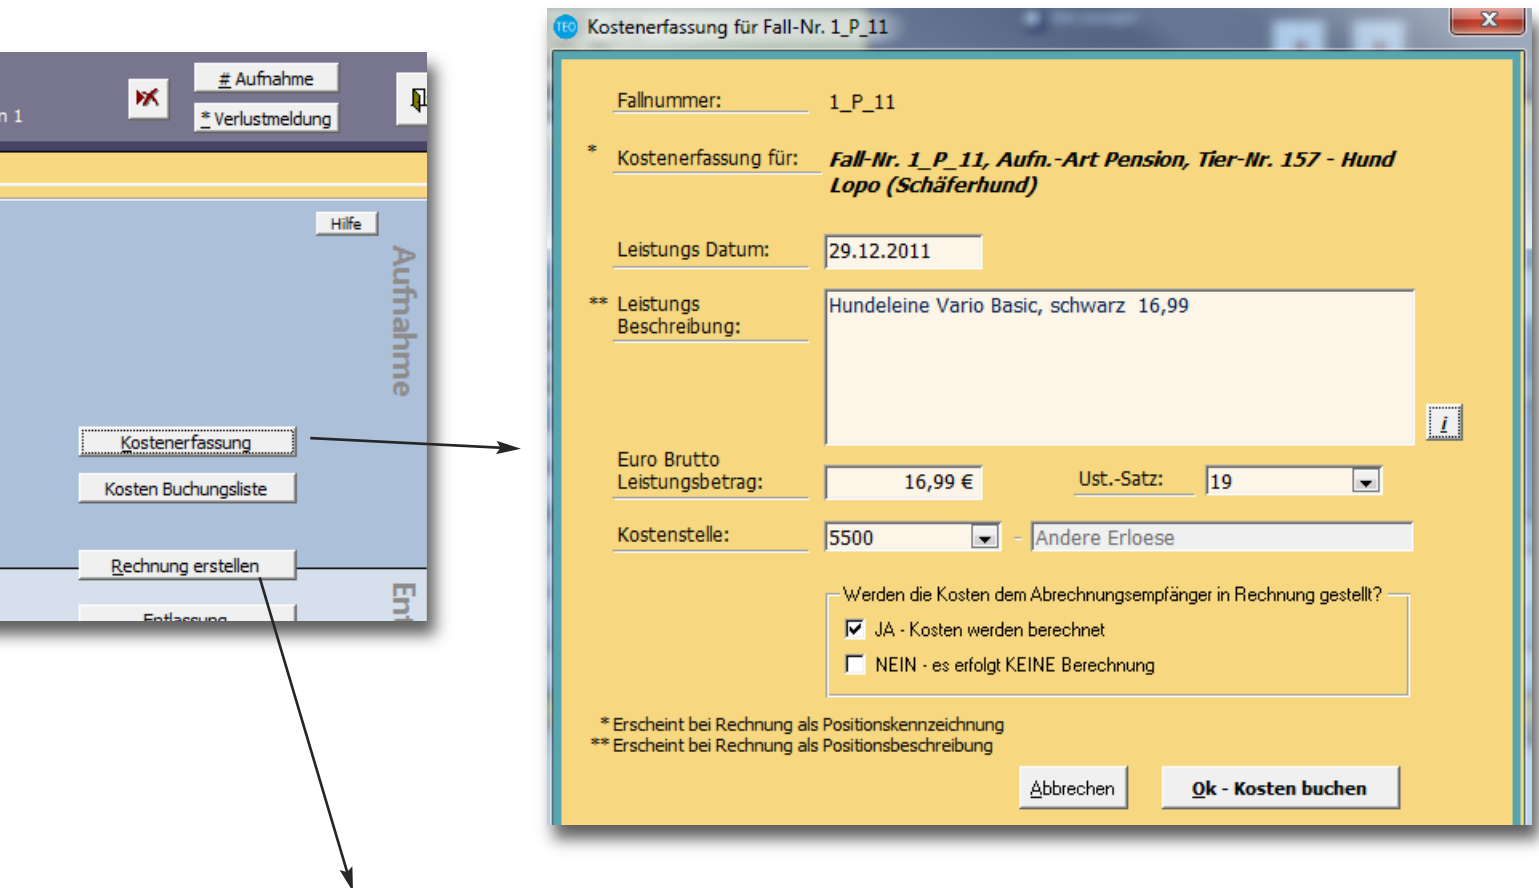 # Aufnahme
n 1
* Verlustmeldung
Hilfe
Aufnahme
Kostenerfassung
Kosten Buchungsliste
Rechnung erstellen
Entlassung
Ent
TEO Kostenerfassung für Fall-Nr. 1_P_11
x
Fallnummer: 1_P_11
* Kostenerfassung für: Fall-Nr. 1_P_11, Aufn.-Art Pension, Tier-Nr. 157 - Hund
Lopo (Schäferhund)
Leistungs Datum: 29.12.2011
** Leistungs
Beschreibung:
Hundeleine Vario Basic, schwarz 16,99
i
Euro Brutto
Leistungsbetrag: 16,99 € Ust.-Satz: 19
Kostenstelle: 5500 - Andere Erloese
Werden die Kosten dem Abrechnungsempfänger in Rechnung gestellt?
JA - Kosten werden berechnet
NEIN - es erfolgt KEINE Berechnung
* Erscheint bei Rechnung als Positionskennzeichnung
** Erscheint bei Rechnung als Positionsbeschreibung
Abbrechen Ok - Kosten buchen